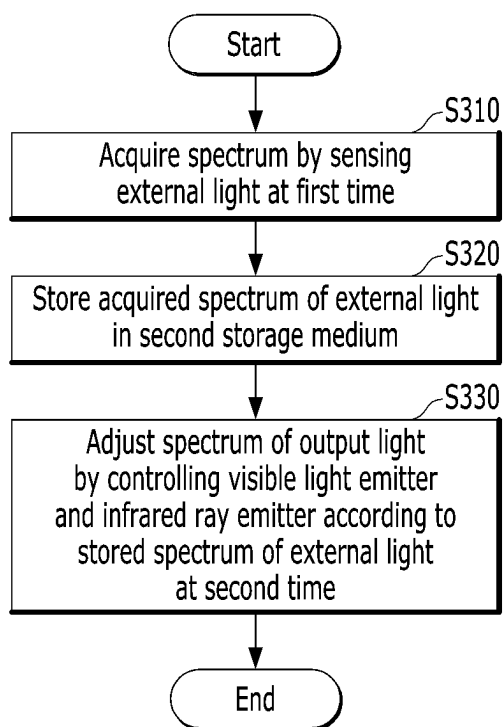 Start
S310
Acquire spectrum by sensing
external light at first time
S320
Store acquired spectrum of external light
in second storage medium
S330
Adjust spectrum of output light
by controlling visible light emitter
and infrared ray emitter according to
stored spectrum of external light
at second time
End